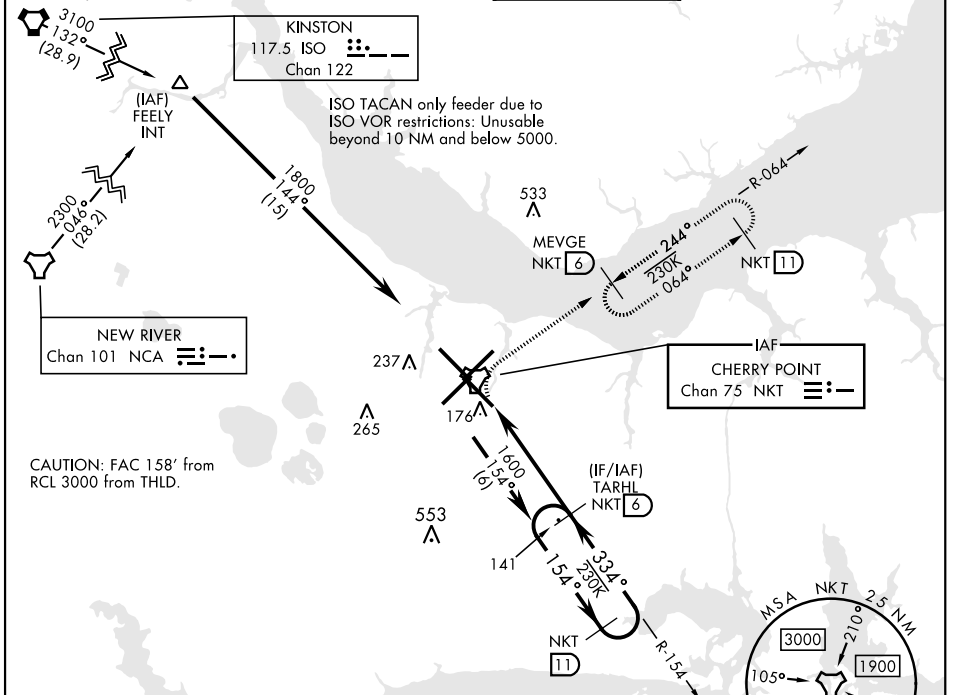 3100
132°
(28.9)
KINSTON
117.5 ISO
Chan 122
(IAF)
FEELY
INT
ISO TACAN only feeder due to
ISO VOR restrictions: Unusable
beyond 10 NM and below 5000.
1800
144°
(15)
2300
046°
(28.2)
533
R-064
MEVGE
NKT 6
244°
230K
064°
NKT 11
NEW RIVER
Chan 101 NCA
237
IAF
CHERRY POINT
Chan 75 NKT
265
176
CAUTION: FAC 158' from
RCL 3000 from THLD.
1600
154°
(6)
(IF/IAF)
TARHL
NKT 6
553
141
154°
230K
334°
NKT
11
R-154
MSA NKT 25 NM
3000
210°
1900
105°